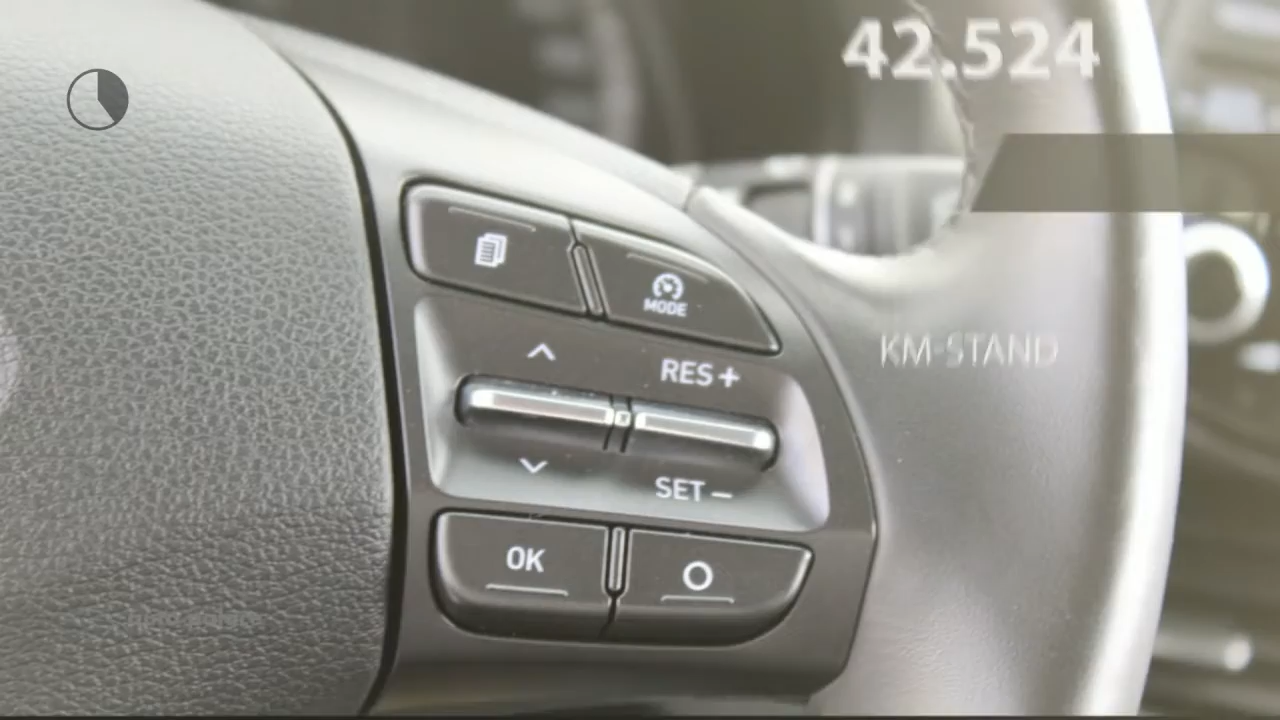 42.524
MODE
KM-STAND
RES +
SET –
OK